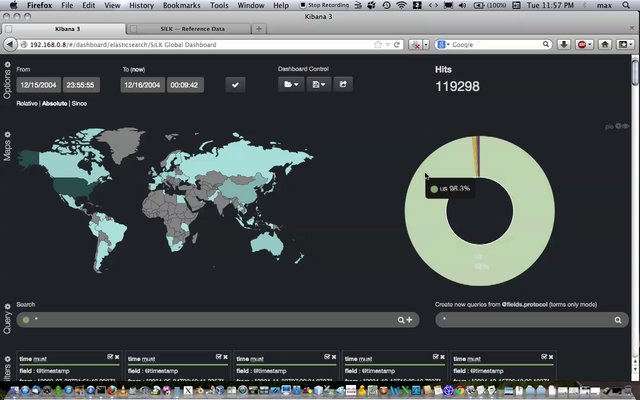 Firefox File Edit View History Bookmarks Tools Window Help Stop Recording (100%) Tue 11:57 PM max
Kibana 3
Kibana 3 SiLK — Reference Data
192.168.0.8/#/dashboard/elasticsearch/SiLK Global Dashboard Google
From To (now) Dashboard Control Hits
12/15/2004 23:55:55 12/16/2004 00:09:42 119298
Relative | Absolute | Since
Options
pie
Maps
us 98.3%
Search Create new queries from @fields.protocol (terms only mode)
* *
Query
time must time must time must time must time must
field : @timestamp field : @timestamp field : @timestamp field : @timestamp field : @timestamp